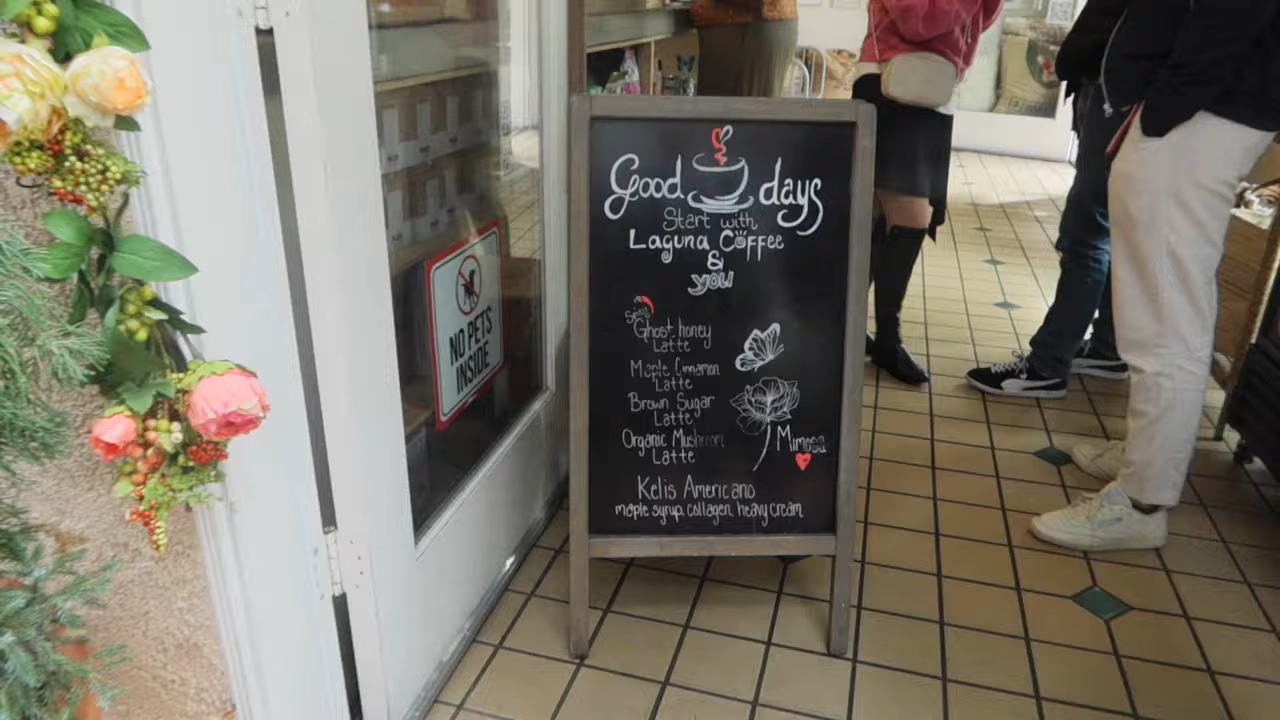 Good days
Start with
Laguna Coffee
&
you
Spicy
Ghost honey
Latte
Maple Cinnamon
Latte
Brown Sugar
Latte
Organic Mushroom
Latte
Mimosa
Kelis Americano
maple syrup, collagen, heavy cream
NO PETS
INSIDE